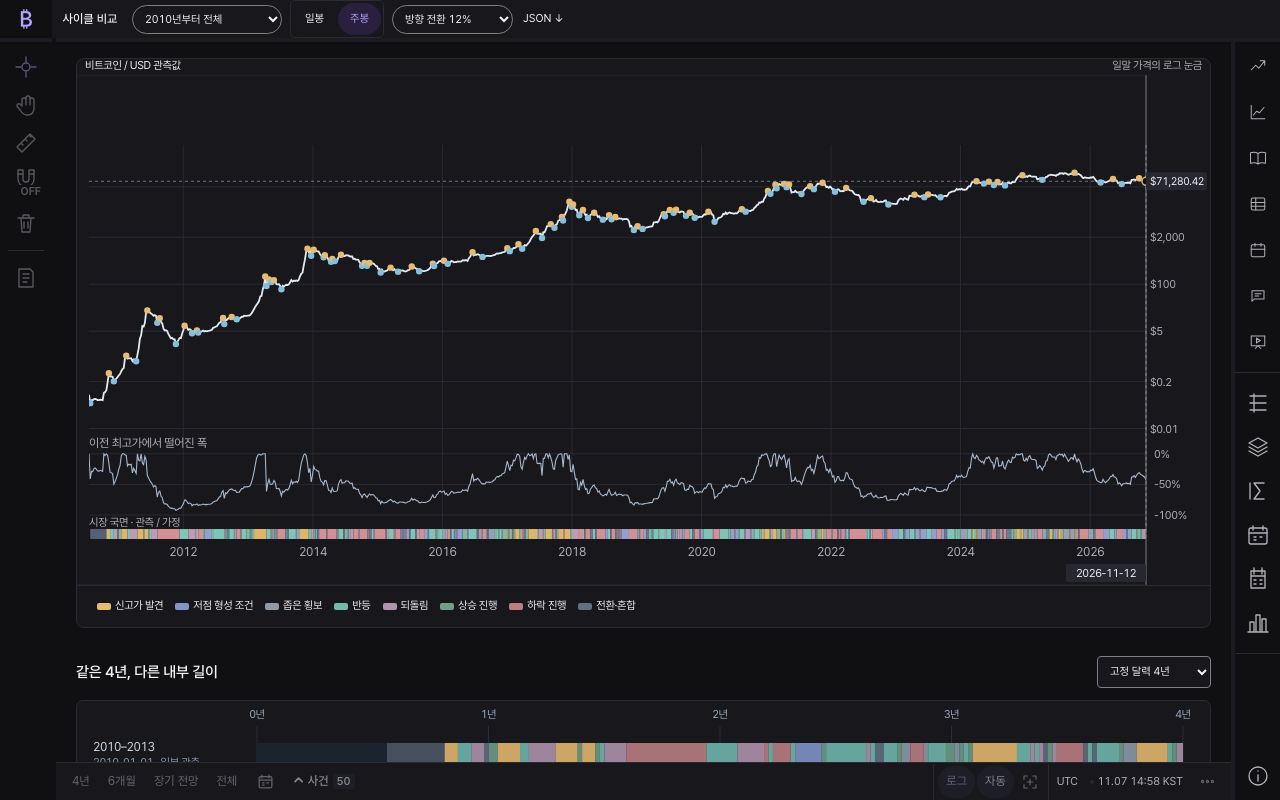 사이클 비교
2010년부터 전체
일봉
주봉
방향 전환 12%
JSON ↓
OFF
비트코인 / USD 관측값
일말 가격의 로그 눈금
$71,280.42
$2,000
$100
$5
$0.2
$0.01
이전 최고가에서 떨어진 폭
0%
-50%
-100%
시장 국면 · 관측 / 가정
2012
2014
2016
2018
2020
2022
2024
2026
2026-11-12
신고가 발견
저점 형성 조건
좁은 횡보
반등
되돌림
상승 진행
하락 진행
전환·혼합
같은 4년, 다른 내부 길이
고정 달력 4년
0년
1년
2년
3년
4년
2010–2013
2010-01-01 · 일부 관측
4년
6개월
장기 전망
전체
사건 50
로그
자동
UTC
11.07 14:58 KST